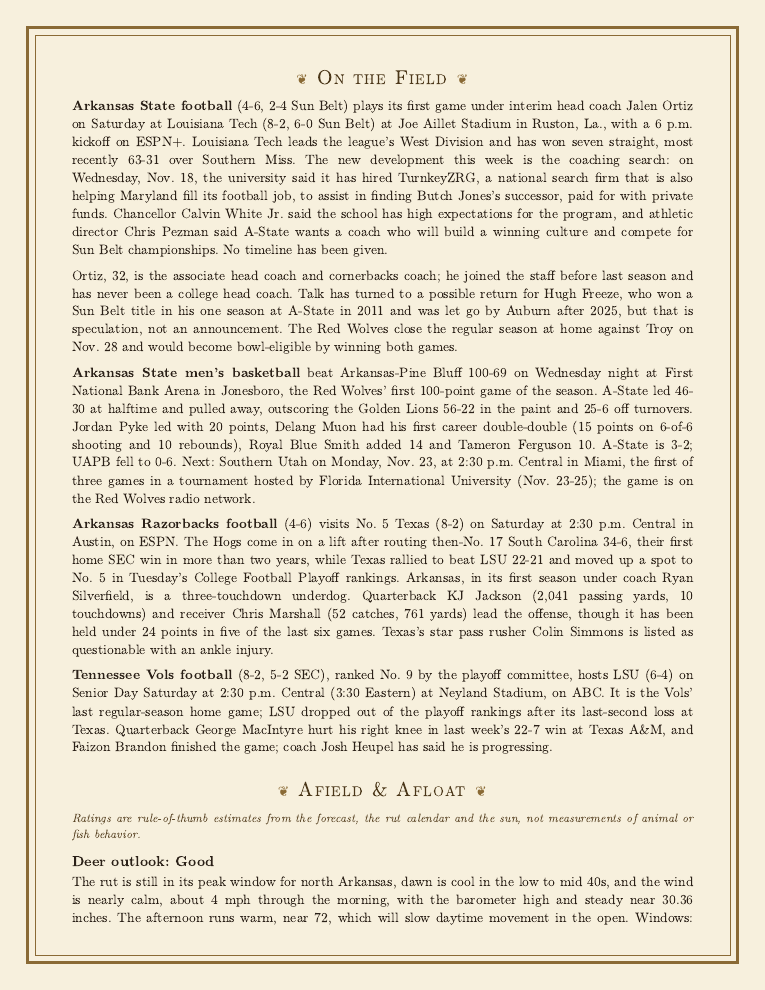 On the Field
Arkansas State football (4-6, 2-4 Sun Belt) plays its first game under interim head coach Jalen Ortiz
on Saturday at Louisiana Tech (8-2, 6-0 Sun Belt) at Joe Aillet Stadium in Ruston, La., with a 6 p.m.
kickoff on ESPN+. Louisiana Tech leads the league's West Division and has won seven straight, most
recently 63-31 over Southern Miss. The new development this week is the coaching search: on
Wednesday, Nov. 18, the university said it has hired TurnkeyZRG, a national search firm that is also
helping Maryland fill its football job, to assist in finding Butch Jones's successor, paid for with private
funds. Chancellor Calvin White Jr. said the school has high expectations for the program, and athletic
director Chris Pezman said A-State wants a coach who will build a winning culture and compete for
Sun Belt championships. No timeline has been given.
Ortiz, 32, is the associate head coach and cornerbacks coach; he joined the staff before last season and
has never been a college head coach. Talk has turned to a possible return for Hugh Freeze, who won a
Sun Belt title in his one season at A-State in 2011 and was let go by Auburn after 2025, but that is
speculation, not an announcement. The Red Wolves close the regular season at home against Troy on
Nov. 28 and would become bowl-eligible by winning both games.
Arkansas State men's basketball beat Arkansas-Pine Bluff 100-69 on Wednesday night at First
National Bank Arena in Jonesboro, the Red Wolves' first 100-point game of the season. A-State led 46-
30 at halftime and pulled away, outscoring the Golden Lions 56-22 in the paint and 25-6 off turnovers.
Jordan Pyke led with 20 points, Delang Muon had his first career double-double (15 points on 6-of-6
shooting and 10 rebounds), Royal Blue Smith added 14 and Tameron Ferguson 10. A-State is 3-2;
UAPB fell to 0-6. Next: Southern Utah on Monday, Nov. 23, at 2:30 p.m. Central in Miami, the first of
three games in a tournament hosted by Florida International University (Nov. 23-25); the game is on
the Red Wolves radio network.
Arkansas Razorbacks football (4-6) visits No. 5 Texas (8-2) on Saturday at 2:30 p.m. Central in
Austin, on ESPN. The Hogs come in on a lift after routing then-No. 17 South Carolina 34-6, their first
home SEC win in more than two years, while Texas rallied to beat LSU 22-21 and moved up a spot to
No. 5 in Tuesday's College Football Playoff rankings. Arkansas, in its first season under coach Ryan
Silverfield, is a three-touchdown underdog. Quarterback KJ Jackson (2,041 passing yards, 10
touchdowns) and receiver Chris Marshall (52 catches, 761 yards) lead the offense, though it has been
held under 24 points in five of the last six games. Texas's star pass rusher Colin Simmons is listed as
questionable with an ankle injury.
Tennessee Vols football (8-2, 5-2 SEC), ranked No. 9 by the playoff committee, hosts LSU (6-4) on
Senior Day Saturday at 2:30 p.m. Central (3:30 Eastern) at Neyland Stadium, on ABC. It is the Vols'
last regular-season home game; LSU dropped out of the playoff rankings after its last-second loss at
Texas. Quarterback George MacIntyre hurt his right knee in last week's 22-7 win at Texas A&M, and
Faizon Brandon finished the game; coach Josh Heupel has said he is progressing.
Afield & Afloat
Ratings are rule-of-thumb estimates from the forecast, the rut calendar and the sun, not measurements of animal or
fish behavior.
Deer outlook: Good
The rut is still in its peak window for north Arkansas, dawn is cool in the low to mid 40s, and the wind
is nearly calm, about 4 mph through the morning, with the barometer high and steady near 30.36
inches. The afternoon runs warm, near 72, which will slow daytime movement in the open. Windows: